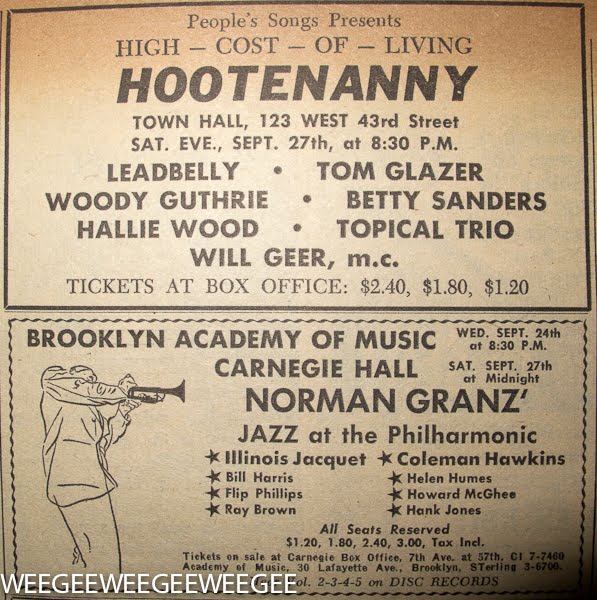 People's Songs Presents
HIGH – COST – OF – LIVING
HOOTENANNY
TOWN HALL, 123 WEST 43rd Street
SAT. EVE., SEPT. 27th, at 8:30 P.M.
LEADBELLY • TOM GLAZER
WOODY GUTHRIE • BETTY SANDERS
HALLIE WOOD • TOPICAL TRIO
WILL GEER, m.c.
TICKETS AT BOX OFFICE: $2.40, $1.80, $1.20
BROOKLYN ACADEMY OF MUSIC WED. SEPT. 24th at 8:30 P.M.
CARNEGIE HALL SAT. SEPT. 27th at Midnight
NORMAN GRANZ'
JAZZ at the Philharmonic
★ Illinois Jacquet ★ Coleman Hawkins
★ Bill Harris ★ Helen Humes
★ Flip Phillips ★ Howard McGhee
★ Ray Brown ★ Hank Jones
All Seats Reserved
$1.20, 1.80, 2.40, 3.00, Tax Incl.
Tickets on sale at Carnegie Box Office, 7th Ave. at 57th. CI 7-7460
Academy of Music, 30 Lafayette Ave., Brooklyn, STerling 3-6700.
Vol. 2-3-4-5 on DISC RECORDS
WEEGEEWEEGEEWEEGEE